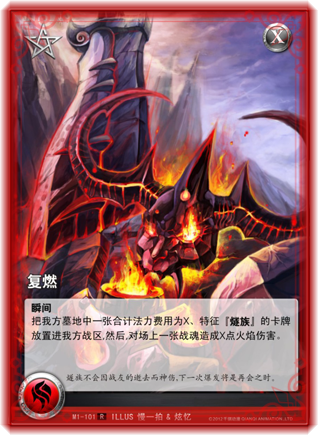 X
复燃
瞬间
把我方墓地中一张合计法力费用为X、特征『燧族』的卡牌
放置进我方战区,然后,对场上一张战魂造成X点火焰伤害。
燧族不会因战友的逝去而神伤,下一次爆发将是再会之时。
M1-101 R ILLUS 慢一拍 & 炫忆